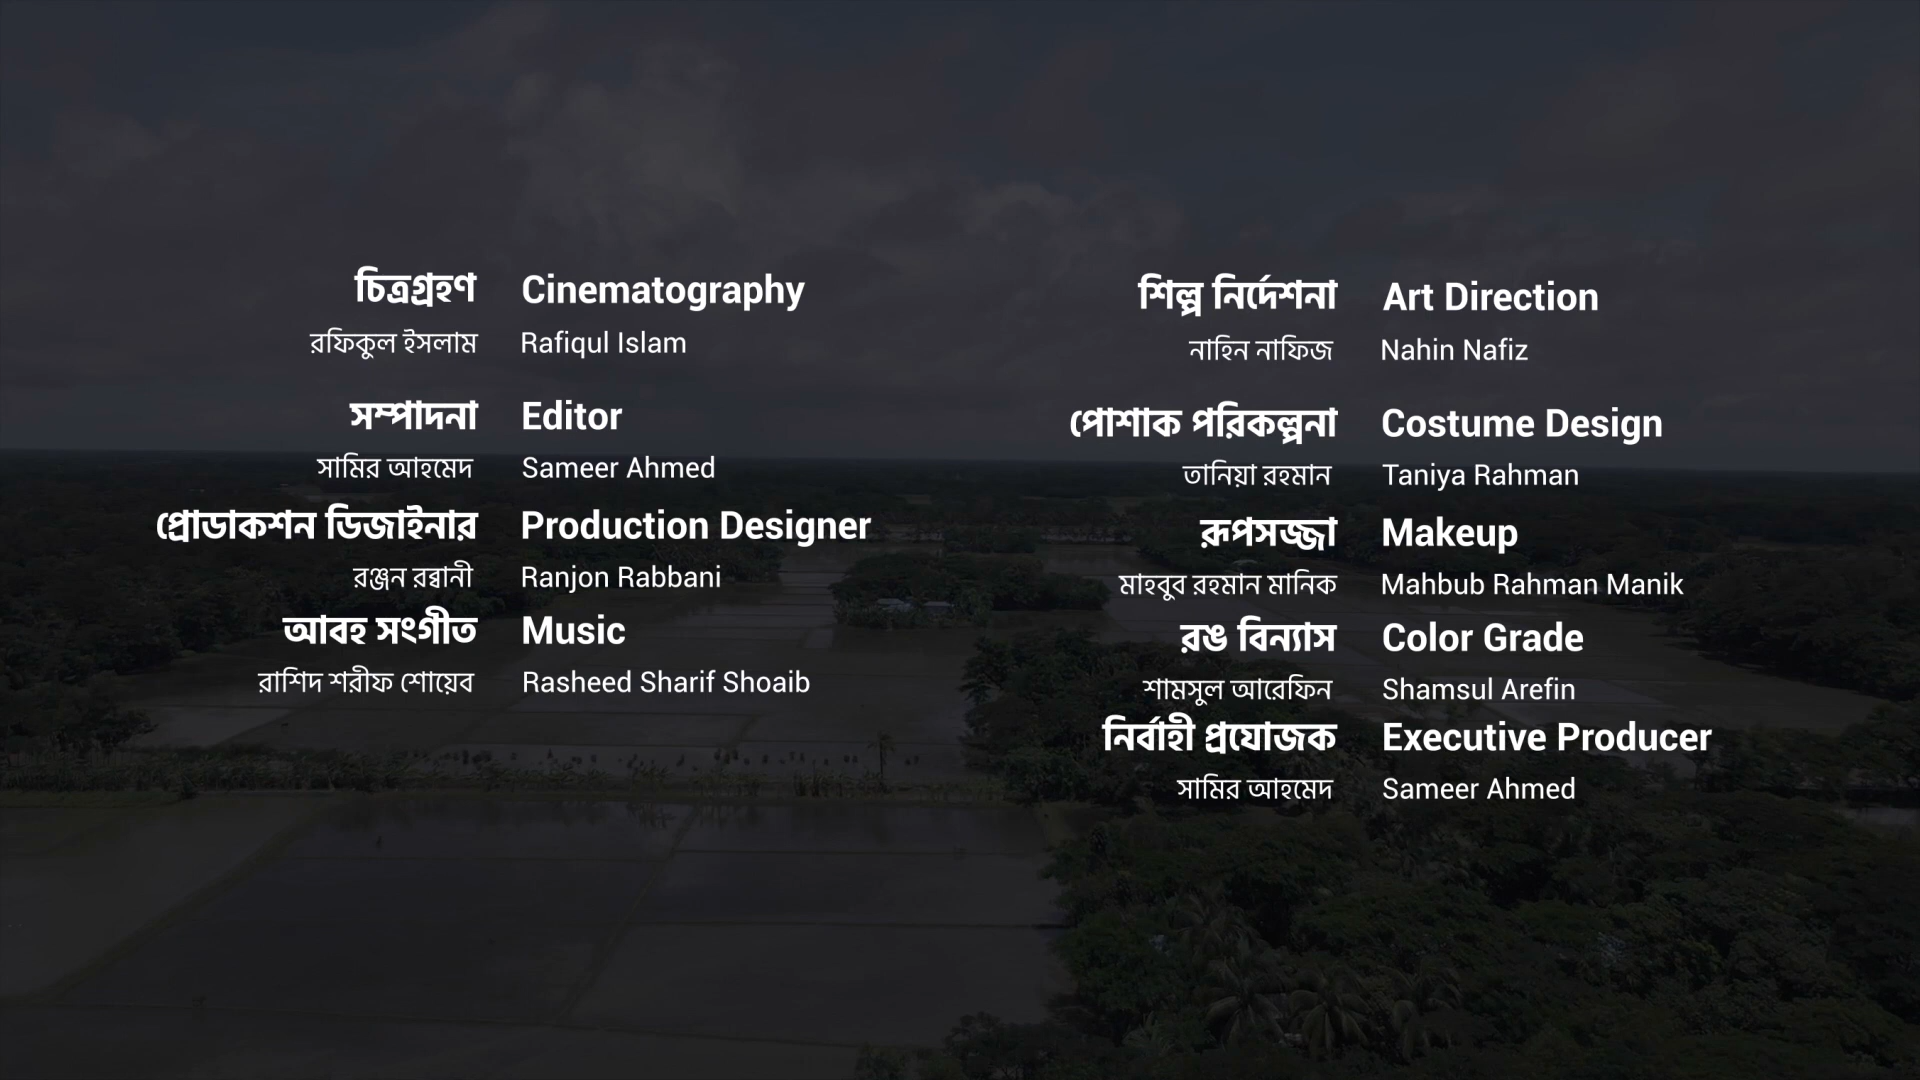 চিত্রগ্রহণ Cinematography
রফিকুল ইসলাম Rafiqul Islam
সম্পাদনা Editor
সামির আহমেদ Sameer Ahmed
প্রোডাকশন ডিজাইনার Production Designer
রঞ্জন রব্বানী Ranjon Rabbani
আবহ সংগীত Music
রাশিদ শরীফ শোয়েব Rasheed Sharif Shoaib
শিল্প নির্দেশনা Art Direction
নাহিন নাফিজ Nahin Nafiz
পোশাক পরিকল্পনা Costume Design
তানিয়া রহমান Taniya Rahman
রূপসজ্জা Makeup
মাহবুব রহমান মানিক Mahbub Rahman Manik
রঙ বিন্যাস Color Grade
শামসুল আরেফিন Shamsul Arefin
নির্বাহী প্রযোজক Executive Producer
সামির আহমেদ Sameer Ahmed